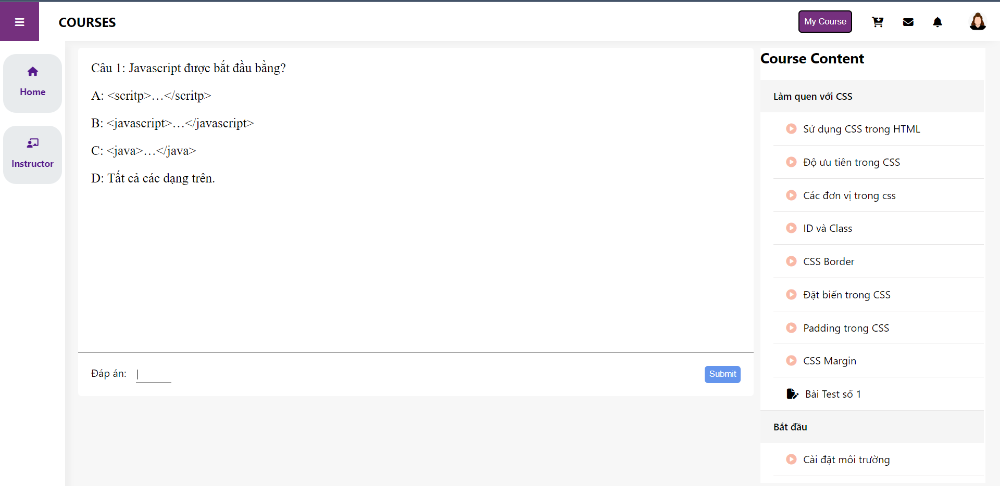 COURSES
My Course
Home
Instructor
Câu 1: Javascript được bắt đầu bằng?
A: <scritp>…</scritp>
B: <javascript>…</javascript>
C: <java>…</java>
D: Tất cả các dạng trên.
Đáp án:
Submit
Course Content
Làm quen với CSS
Sử dụng CSS trong HTML
Độ ưu tiên trong CSS
Các đơn vị trong css
ID và Class
CSS Border
Đặt biến trong CSS
Padding trong CSS
CSS Margin
Bài Test số 1
Bắt đầu
Cài đặt môi trường